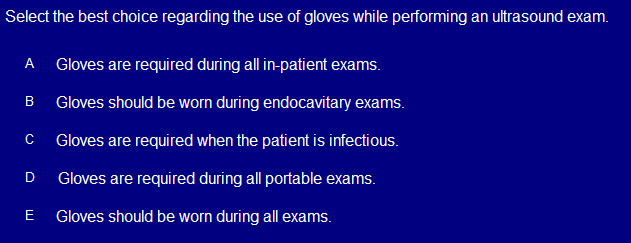 Select the best choice regarding the use of gloves while performing an ultrasound exam.
A Gloves are required during all in-patient exams.
B Gloves should be worn during endocavitary exams.
C Gloves are required when the patient is infectious.
D Gloves are required during all portable exams.
E Gloves should be worn during all exams.